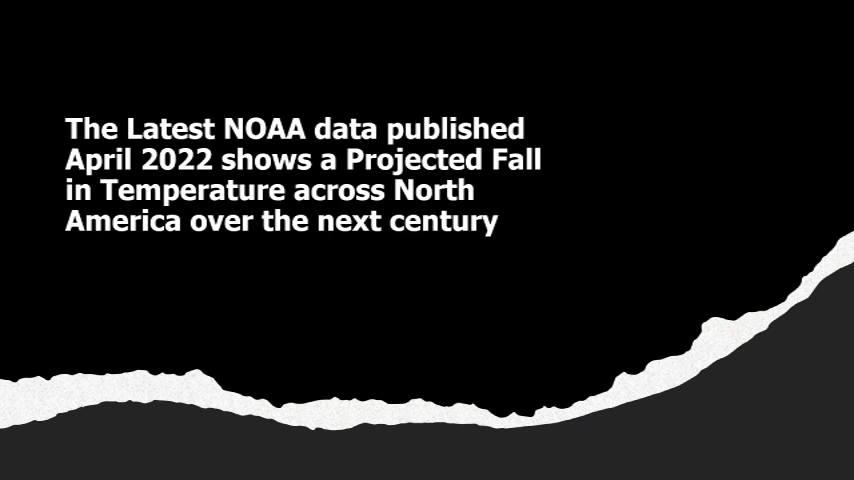 The Latest NOAA data published
April 2022 shows a Projected Fall
in Temperature across North
America over the next century